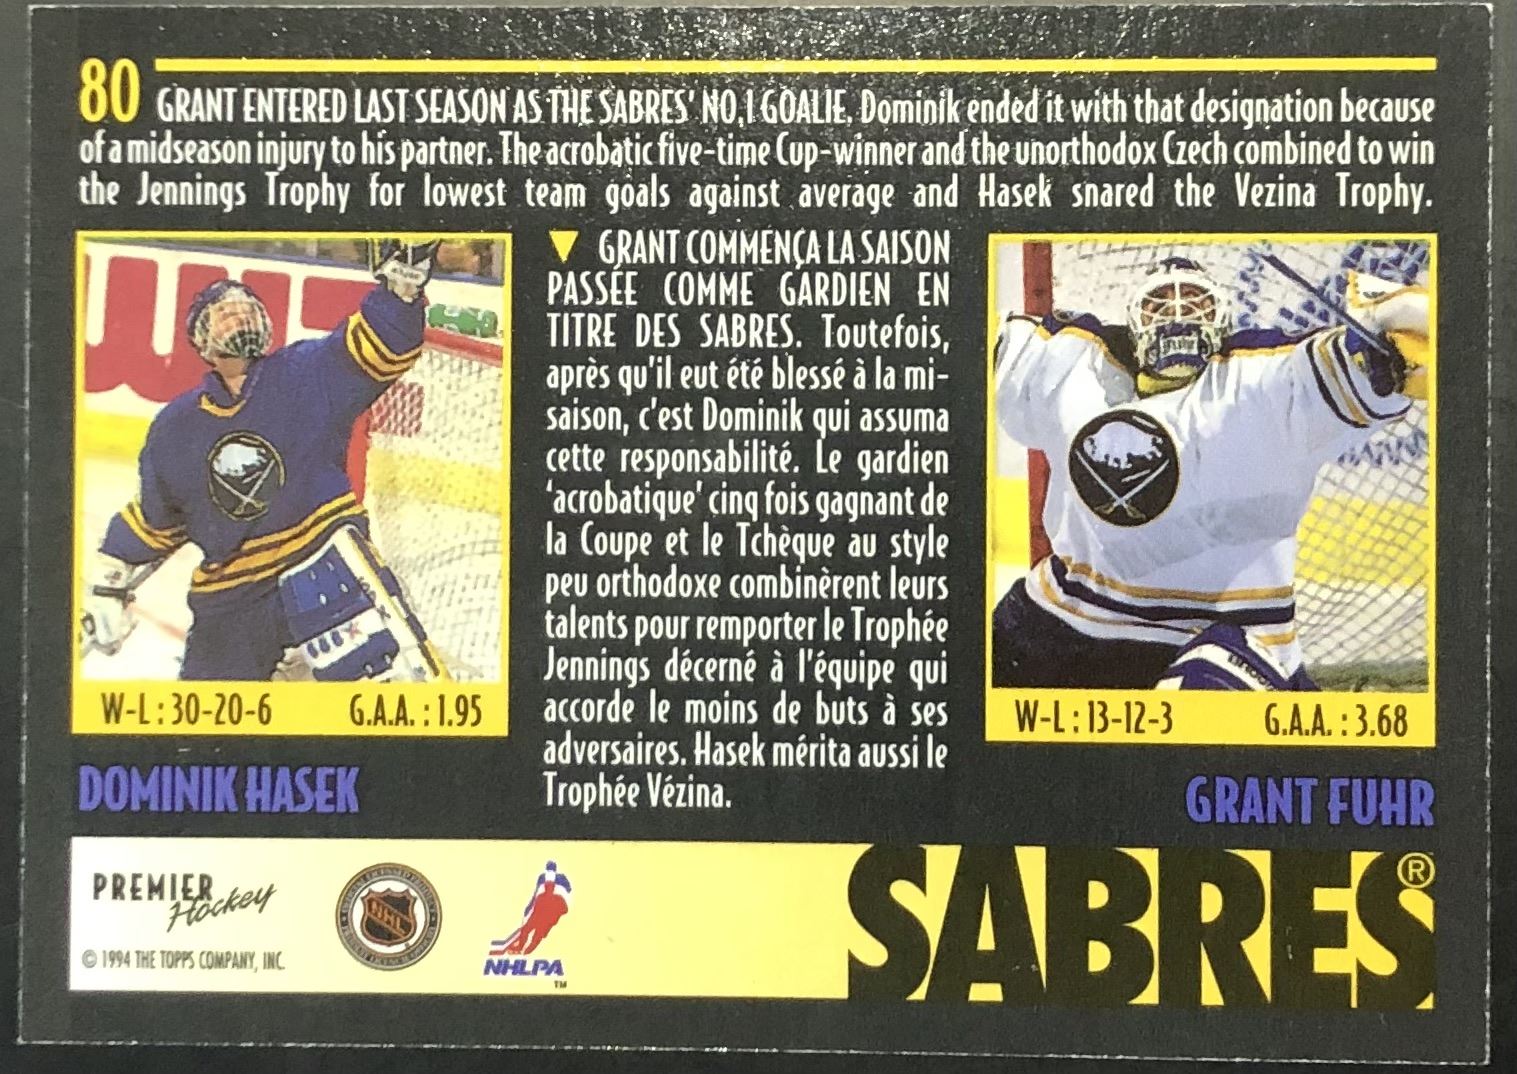 80 GRANT ENTERED LAST SEASON AS THE SABRES' NO.1 GOALIE. Dominik ended it with that designation because
of a midseason injury to his partner. The acrobatic five-time Cup-winner and the unorthodox Czech combined to win
the Jennings Trophy for lowest team goals against average and Hasek snared the Vezina Trophy.
▼ GRANT COMMENÇA LA SAISON
PASSÉE COMME GARDIEN EN
TITRE DES SABRES. Toutefois,
après qu'il eut été blessé à la mi-
saison, c'est Dominik qui assuma
cette responsabilité. Le gardien
'acrobatique' cinq fois gagnant de
la Coupe et le Tchèque au style
peu orthodoxe combinèrent leurs
talents pour remporter le Trophée
Jennings décerné à l'équipe qui
accorde le moins de buts à ses
adversaires. Hasek mérita aussi le
Trophée Vézina.
W-L : 30-20-6 G.A.A. : 1.95
DOMINIK HASEK
W-L : 13-12-3 G.A.A. : 3.68
GRANT FUHR
PREMIER
Hockey
© 1994 THE TOPPS COMPANY, INC.
NHL
NHLPA
TM
SABRES®